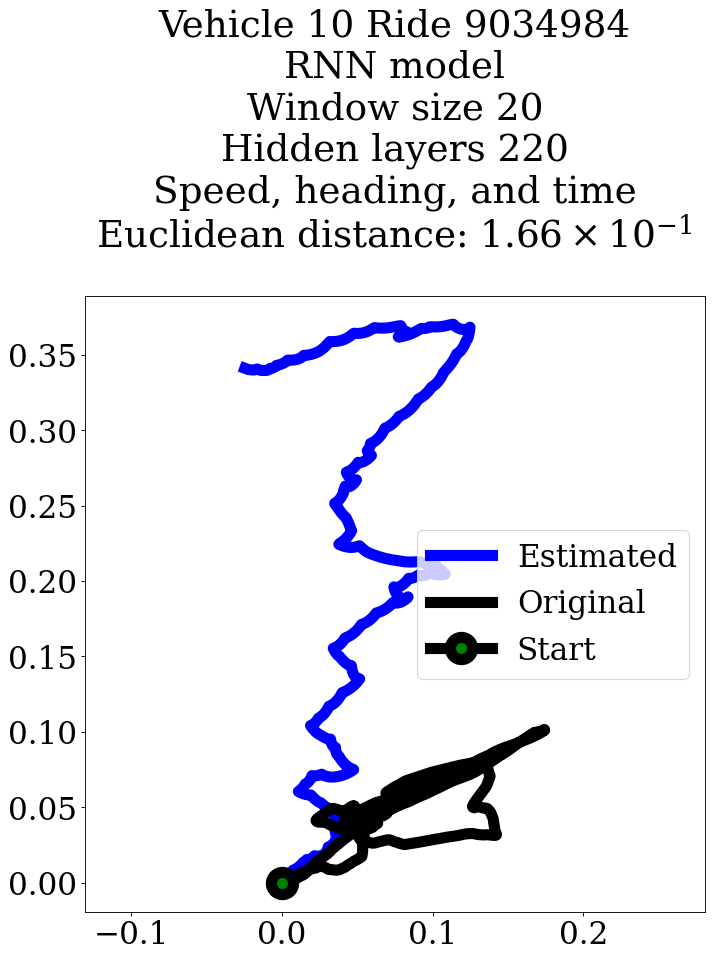 Vehicle 10 Ride 9034984
RNN model
Window size 20
Hidden layers 220
Speed, heading, and time
Euclidean distance: 1.66 × 10⁻¹
0.35
0.30
0.25
0.20
0.15
0.10
0.05
0.00
Estimated
Original
Start
−0.1 0.0 0.1 0.2